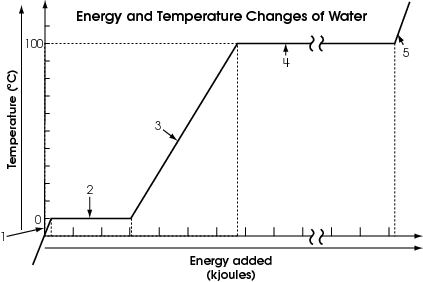 Energy and Temperature Changes of Water
100
0
Temperature (°C)
1
2
3
4
5
Energy added
(kjoules)